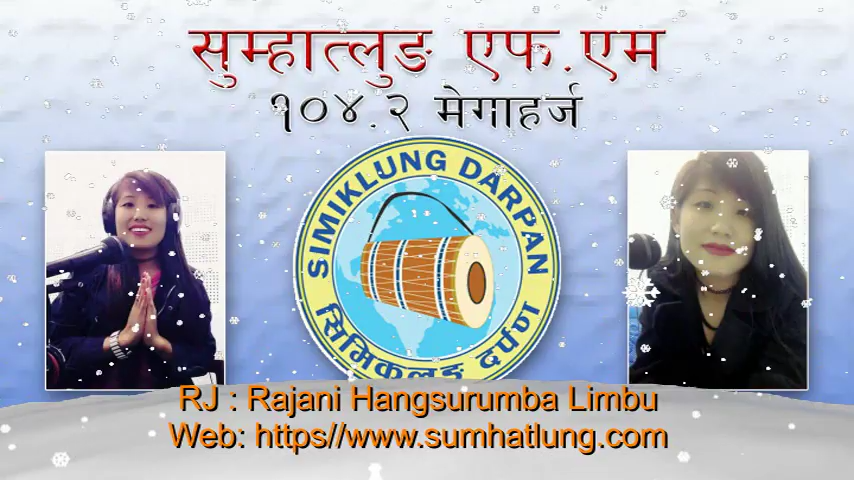 सुम्हात्लुङ एफ.एम
१०४.२ मेगाहर्ज
SIMIKLUNG DARPAN
सिमिकलुङ दर्पण
RJ : Rajani Hangsurumba Limbu
Web: https//www.sumhatlung.com